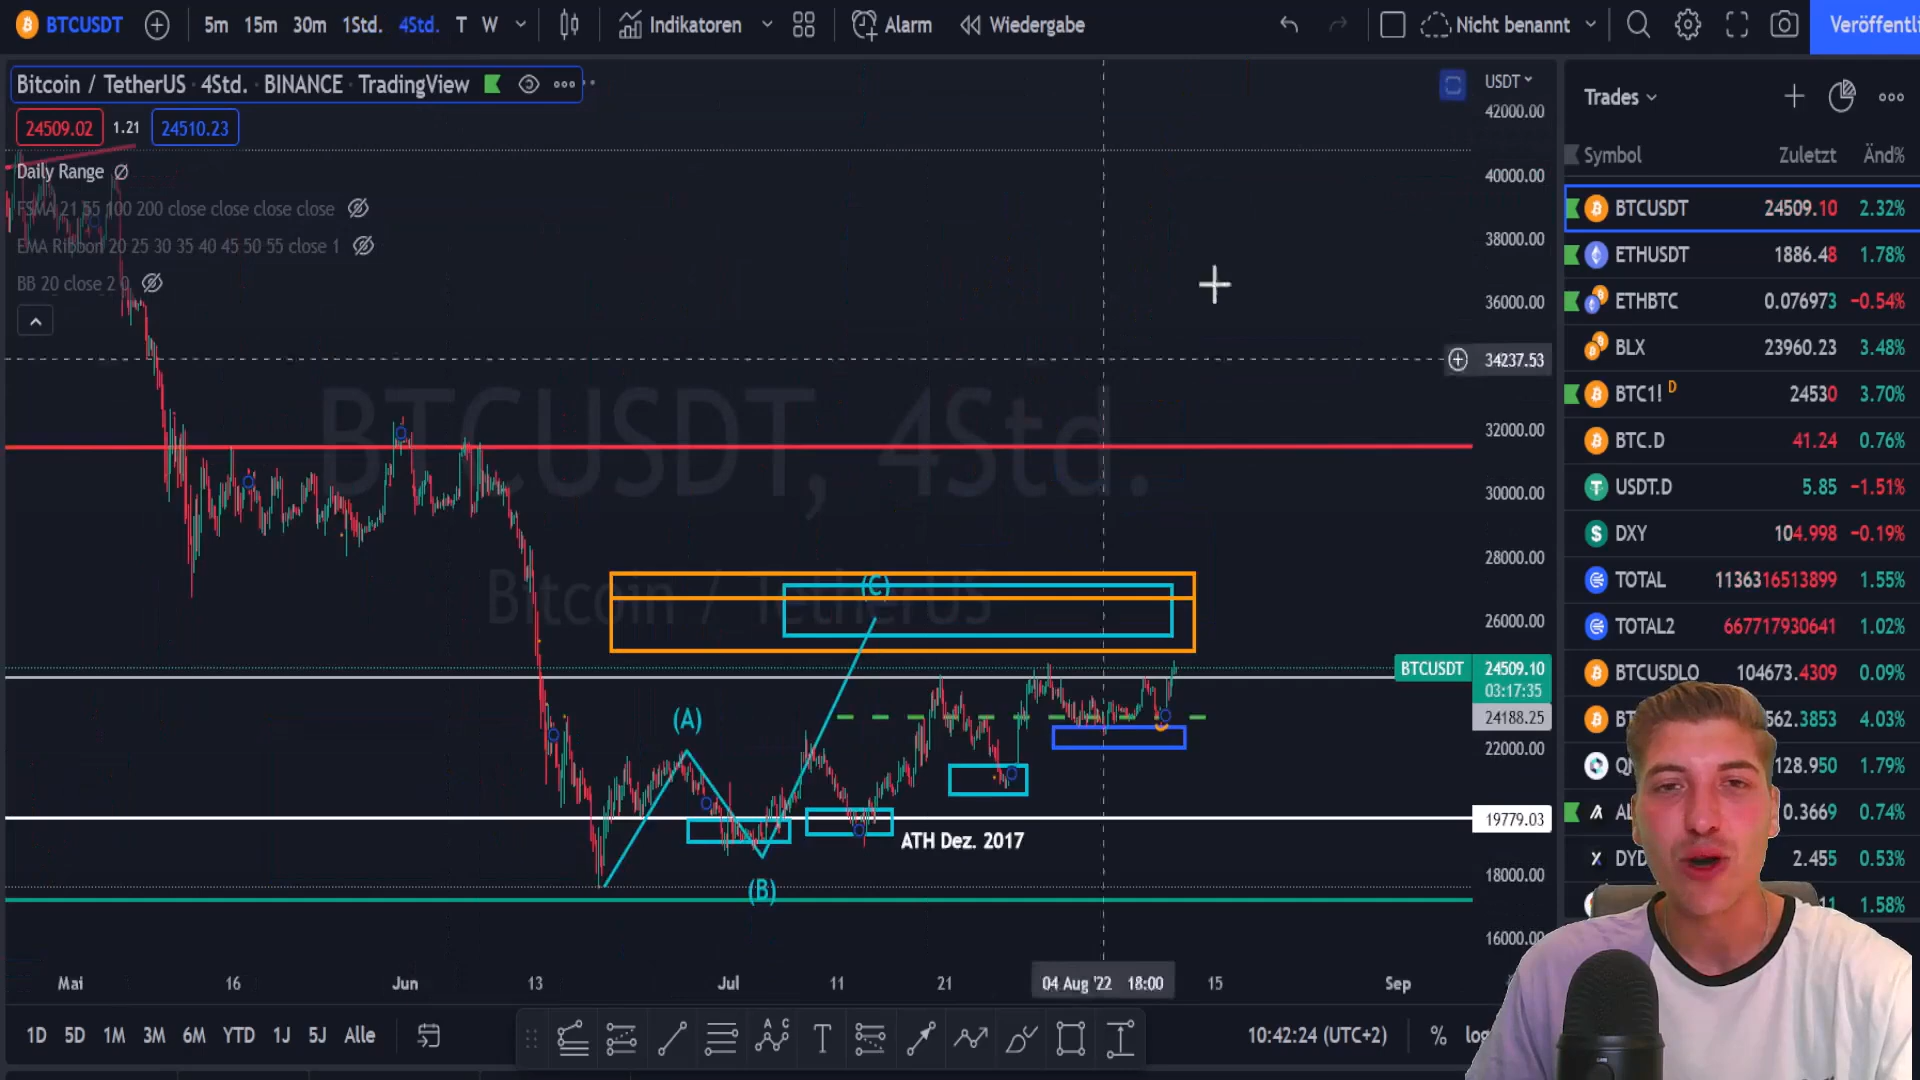 BTCUSDT 5m 15m 30m 1Std. 4Std. T W Indikatoren Alarm Wiedergabe Nicht benannt Veröffentli
Bitcoin / TetherUS · 4Std. · BINANCE · TradingView
24509.02 1.21 24510.23
Daily Range
FSMA 21 55 100 200 close close close close
EMA Ribbon 20 25 30 35 40 45 50 55 close 1
BB 20 close 2 0
BTCUSDT, 4Std.
Bitcoin / TetherUS
(A)
(B)
(C)
ATH Dez. 2017
USDT
42000.00
40000.00
38000.00
36000.00
34237.53
32000.00
30000.00
28000.00
26000.00
BTCUSDT 24509.10
03:17:35
24188.25
22000.00
19779.03
18000.00
16000.00
Mai 16 Jun 13 Jul 11 21 04 Aug '22 18:00 15 Sep
1D 5D 1M 3M 6M YTD 1J 5J Alle
10:42:24 (UTC+2) %
Trades
Symbol Zuletzt Änd%
BTCUSDT 24509.10 2.32%
ETHUSDT 1886.48 1.78%
ETHBTC 0.076973 −0.54%
BLX 23960.23 3.48%
BTC1! D 24530 3.70%
BTC.D 41.24 0.76%
USDT.D 5.85 −1.51%
DXY 104.998 −0.19%
TOTAL 1136316513899 1.55%
TOTAL2 667717930641 1.02%
BTCUSDLO 104673.4309 0.09%
562.3853 4.03%
128.950 1.79%
0.3669 0.74%
2.455 0.53%
1.58%